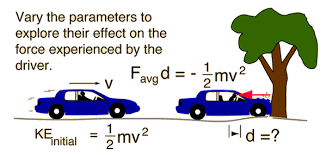 Vary the parameters to
explore their effect on the
force experienced by the
driver.
v
F_avg d = - 1/2 mv²
KE_initial = 1/2 mv²
d =?